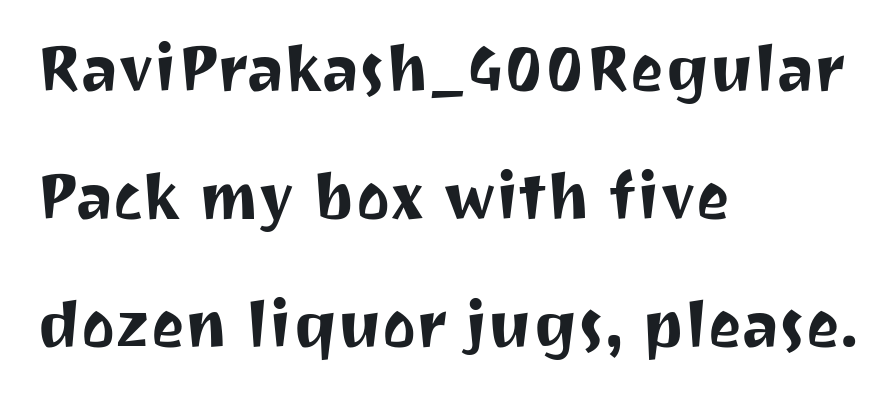 RaviPrakash_400Regular
Pack my box with five
dozen liquor jugs, please.